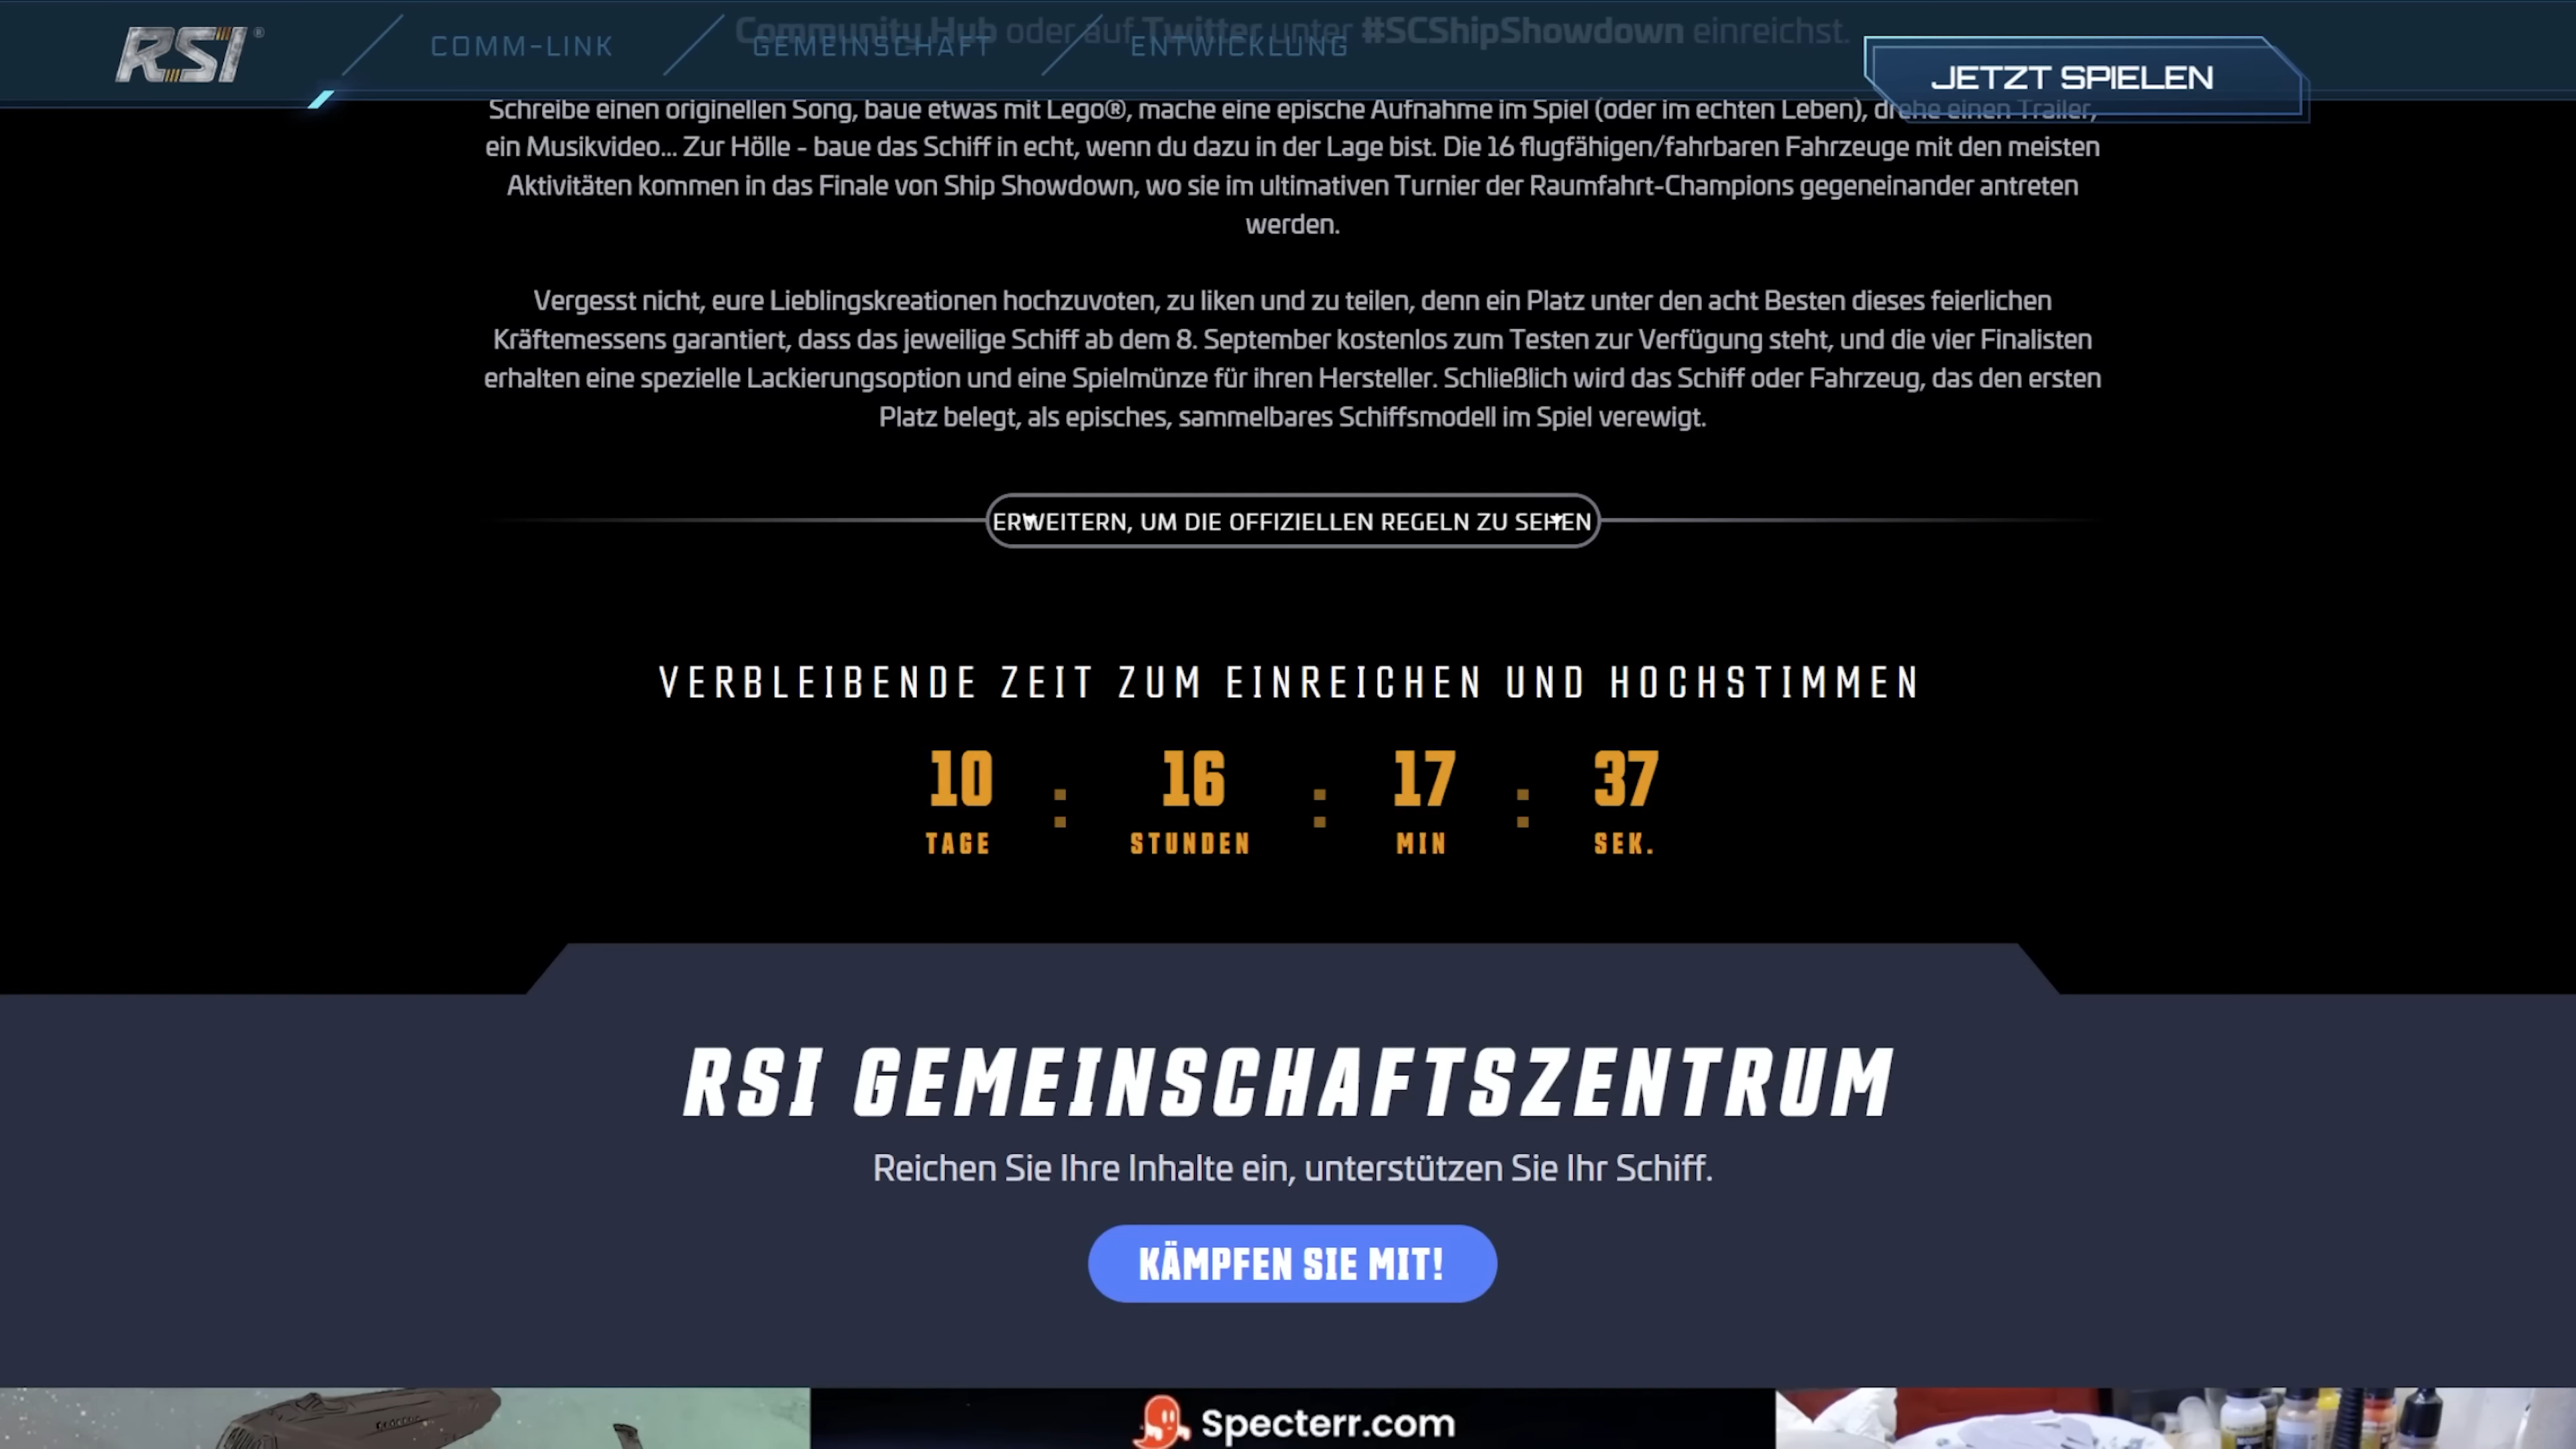 Community Hub oder auf Twitter unter #SCShipShowdown einreichst.
RSI®
COMM-LINK
GEMEINSCHAFT
ENTWICKLUNG
JETZT SPIELEN
Schreibe einen originellen Song, baue etwas mit Lego®, mache eine epische Aufnahme im Spiel (oder im echten Leben), drehe einen Trailer,
ein Musikvideo... Zur Hölle - baue das Schiff in echt, wenn du dazu in der Lage bist. Die 16 flugfähigen/fahrbaren Fahrzeuge mit den meisten
Aktivitäten kommen in das Finale von Ship Showdown, wo sie im ultimativen Turnier der Raumfahrt-Champions gegeneinander antreten
werden.
Vergesst nicht, eure Lieblingskreationen hochzuvoten, zu liken und zu teilen, denn ein Platz unter den acht Besten dieses feierlichen
Kräftemessens garantiert, dass das jeweilige Schiff ab dem 8. September kostenlos zum Testen zur Verfügung steht, und die vier Finalisten
erhalten eine spezielle Lackierungsoption und eine Spielmünze für ihren Hersteller. Schließlich wird das Schiff oder Fahrzeug, das den ersten
Platz belegt, als episches, sammelbares Schiffsmodell im Spiel verewigt.
ERWEITERN, UM DIE OFFIZIELLEN REGELN ZU SEHEN
VERBLEIBENDE ZEIT ZUM EINREICHEN UND HOCHSTIMMEN
10 : 16 : 17 : 37
TAGE STUNDEN MIN SEK.
RSI GEMEINSCHAFTSZENTRUM
Reichen Sie Ihre Inhalte ein, unterstützen Sie Ihr Schiff.
KÄMPFEN SIE MIT!
Specterr.com